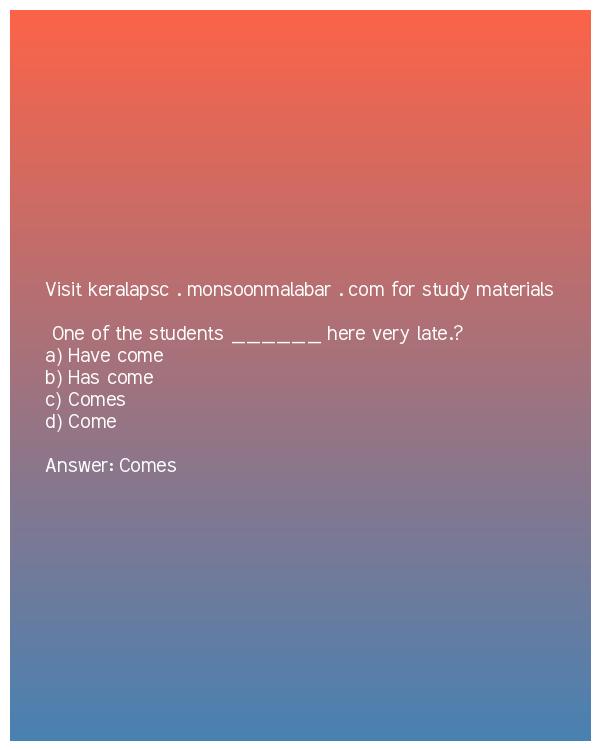 Visit keralapsc . monsoonmalabar . com for study materials
One of the students ______ here very late.?
a) Have come
b) Has come
c) Comes
d) Come
Answer: Comes